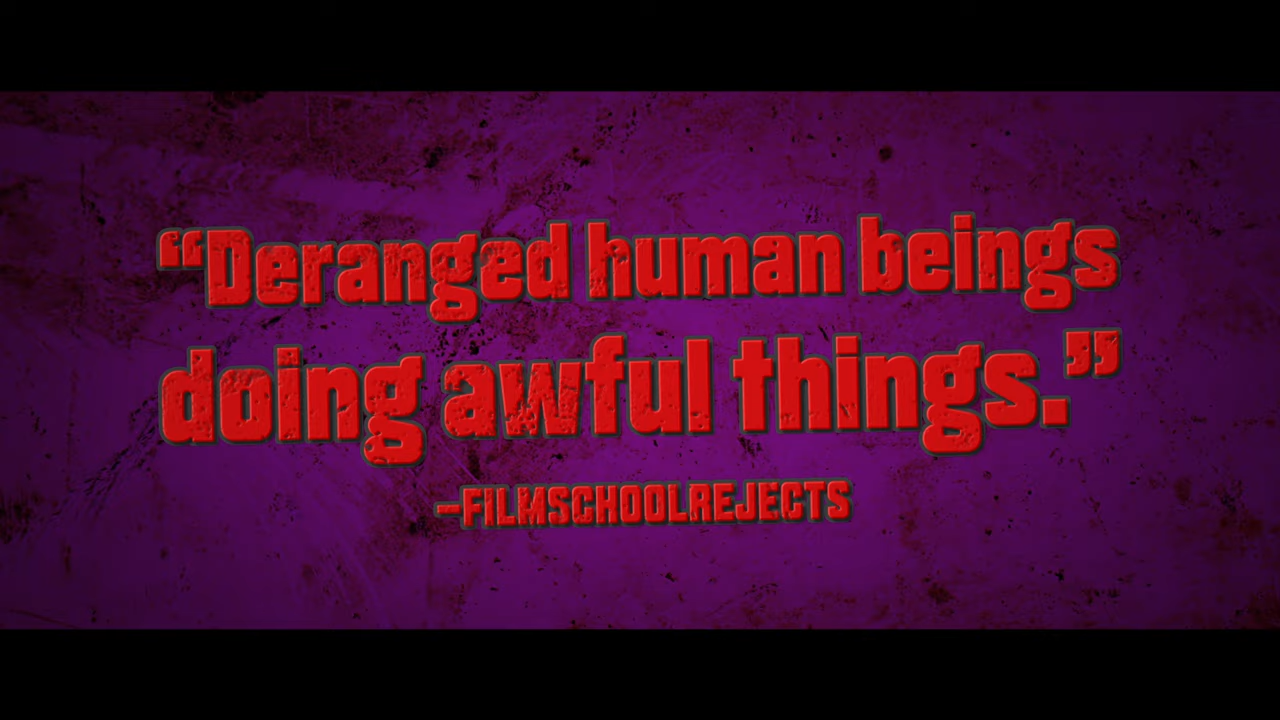 “Deranged human beings
doing awful things.”
–FILMSCHOOLREJECTS